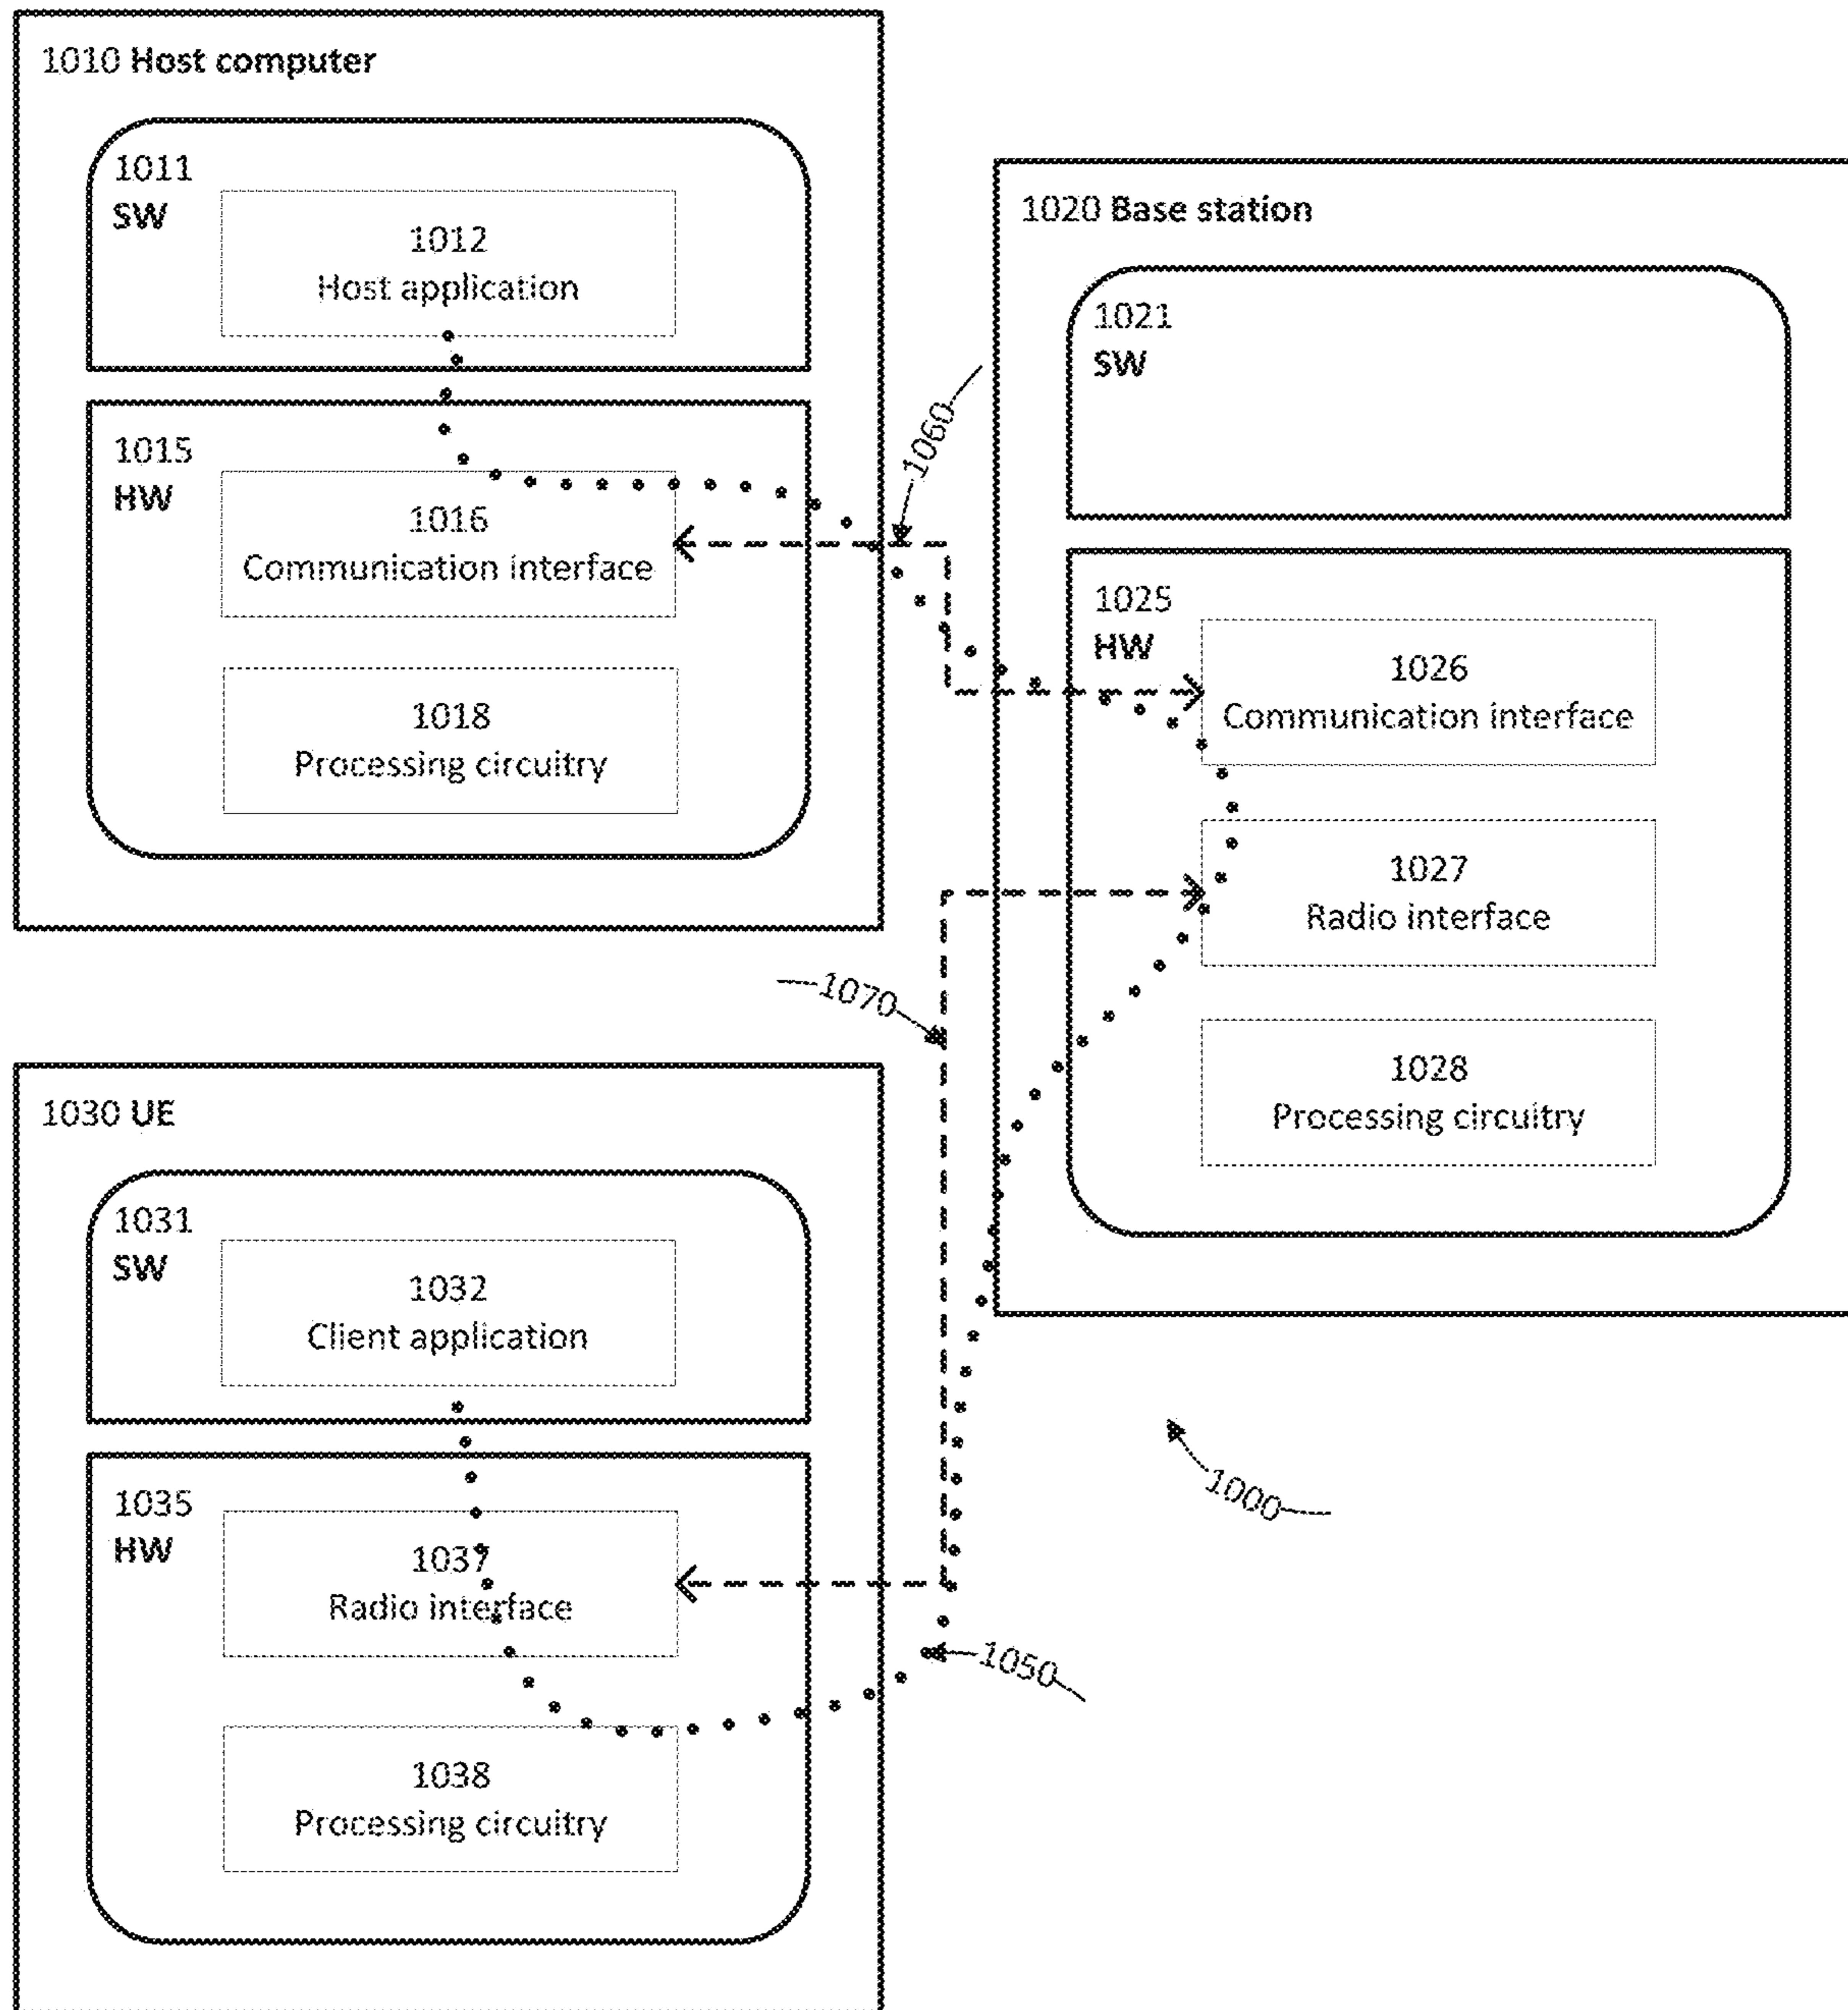 1010 Host computer
1011
SW
1012
Host application
1015
HW
1016
Communication interface
1018
Processing circuitry
1060
1020 Base station
1021
SW
1025
HW
1026
Communication interface
1027
Radio interface
1028
Processing circuitry
1070
1030 UE
1031
SW
1032
Client application
1035
HW
1037
Radio interface
1038
Processing circuitry
1000
1050